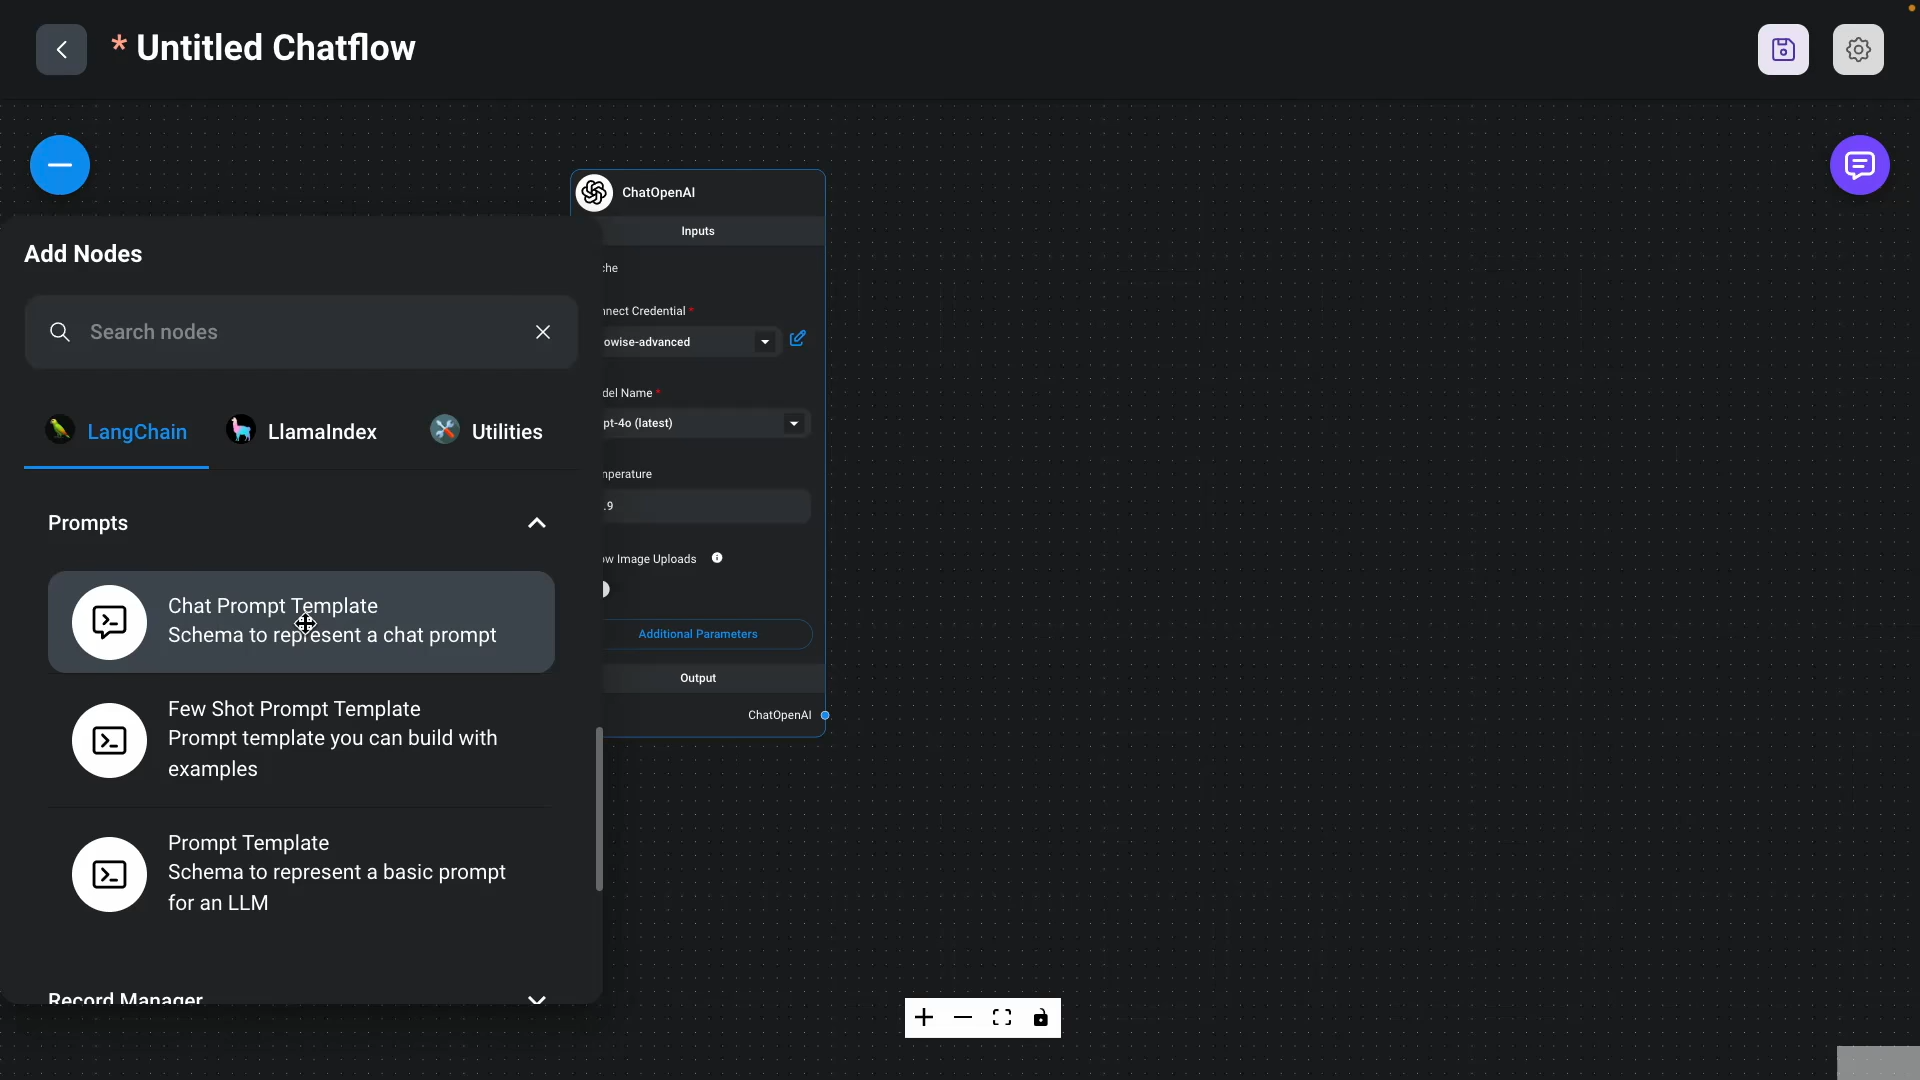 * Untitled Chatflow
ChatOpenAI
Inputs
Add Nodes
che
nnect Credential *
Search nodes
owise-advanced
del Name *
LangChain
LlamaIndex
Utilities
pt-4o (latest)
nperature
.9
Prompts
ow Image Uploads
Chat Prompt Template
Schema to represent a chat prompt
Additional Parameters
Output
Few Shot Prompt Template
Prompt template you can build with
examples
ChatOpenAI
Prompt Template
Schema to represent a basic prompt
for an LLM
Record Manager